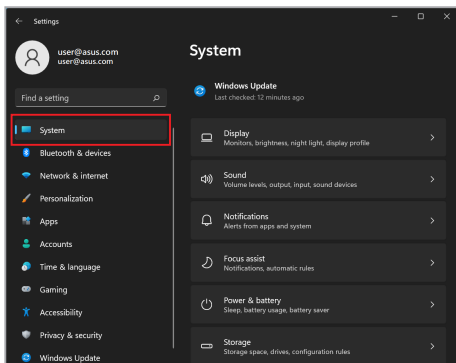 Settings
user@asus.com
user@asus.com
Find a setting
System
Bluetooth & devices
Network & internet
Personalization
Apps
Accounts
Time & language
Gaming
Accessibility
Privacy & security
Windows Update
System
Windows Update
Last checked: 12 minutes ago
Display
Monitors, brightness, night light, display profile
Sound
Volume levels, output, input, sound devices
Notifications
Alerts from apps and system
Focus assist
Notifications, automatic rules
Power & battery
Sleep, battery usage, battery saver
Storage
Storage space, drives, configuration rules